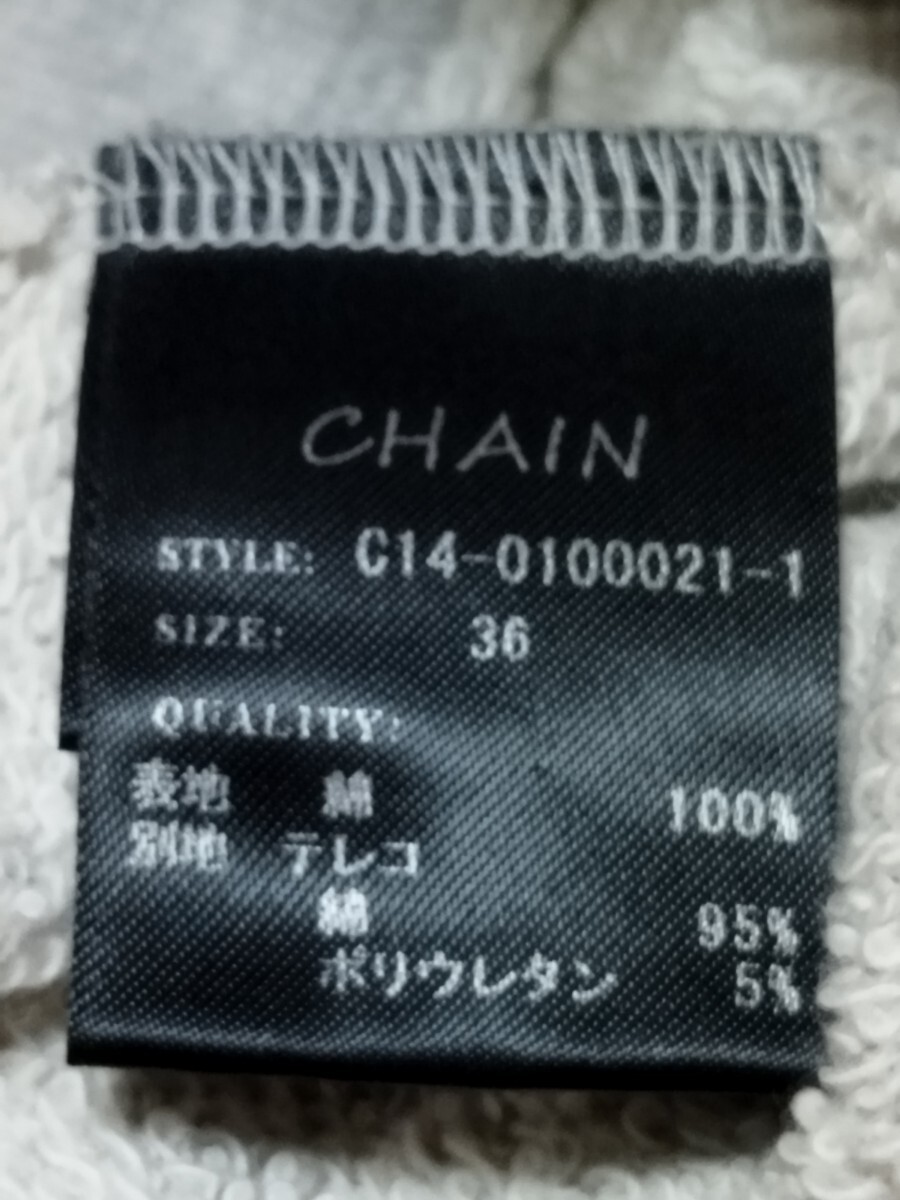 CHAIN
STYLE: C14-0100021-1
SIZE: 36
QUALITY:
表地 綿 100%
別地 テレコ
綿 95%
ポリウレタン 5%